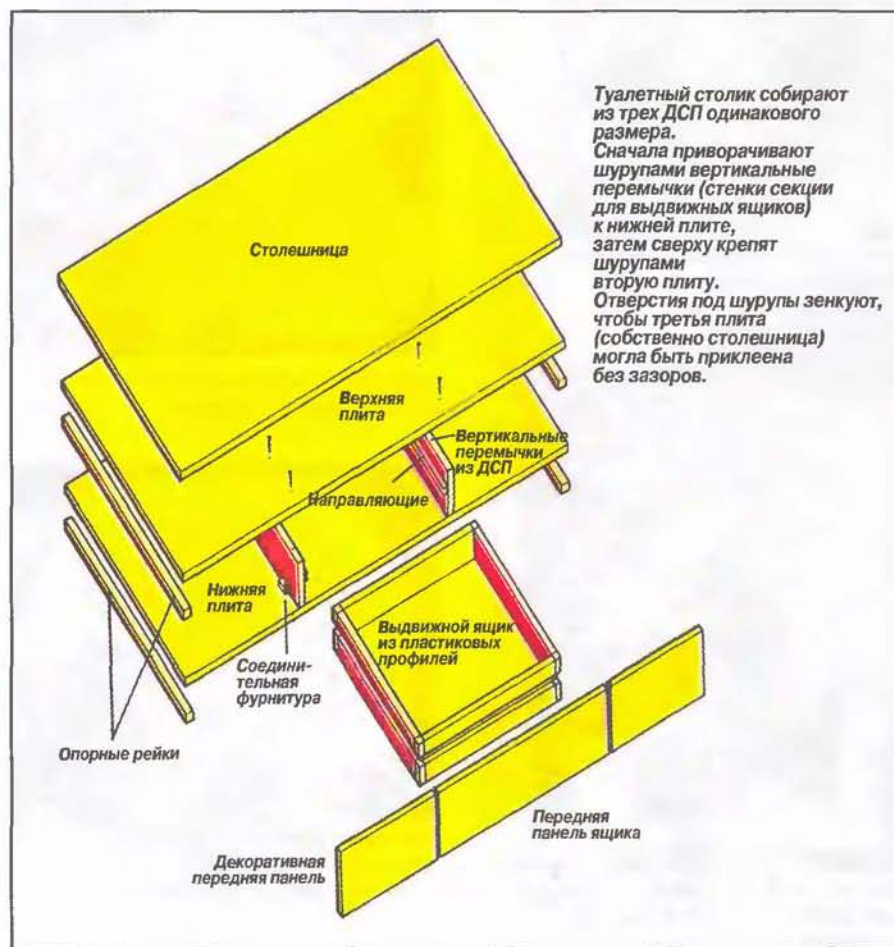 Туалетный столик собирают
из трех ДСП одинакового
размера.
Сначала приворачивают
шурупами вертикальные
перемычки (стенки секции
для выдвижных ящиков)
к нижней плите,
затем сверху крепят
шурупами
вторую плиту.
Отверстия под шурупы зенкуют,
чтобы третья плита
(собственно столешница)
могла быть приклеена
без зазоров.
Столешница
Верхняя
плита
Вертикальные
перемычки
из ДСП
Направляющие
Нижняя
плита
Выдвижной ящик
из пластиковых
профилей
Соедини-
тельная
фурнитура
Опорные рейки
Передняя
панель ящика
Декоративная
передняя панель